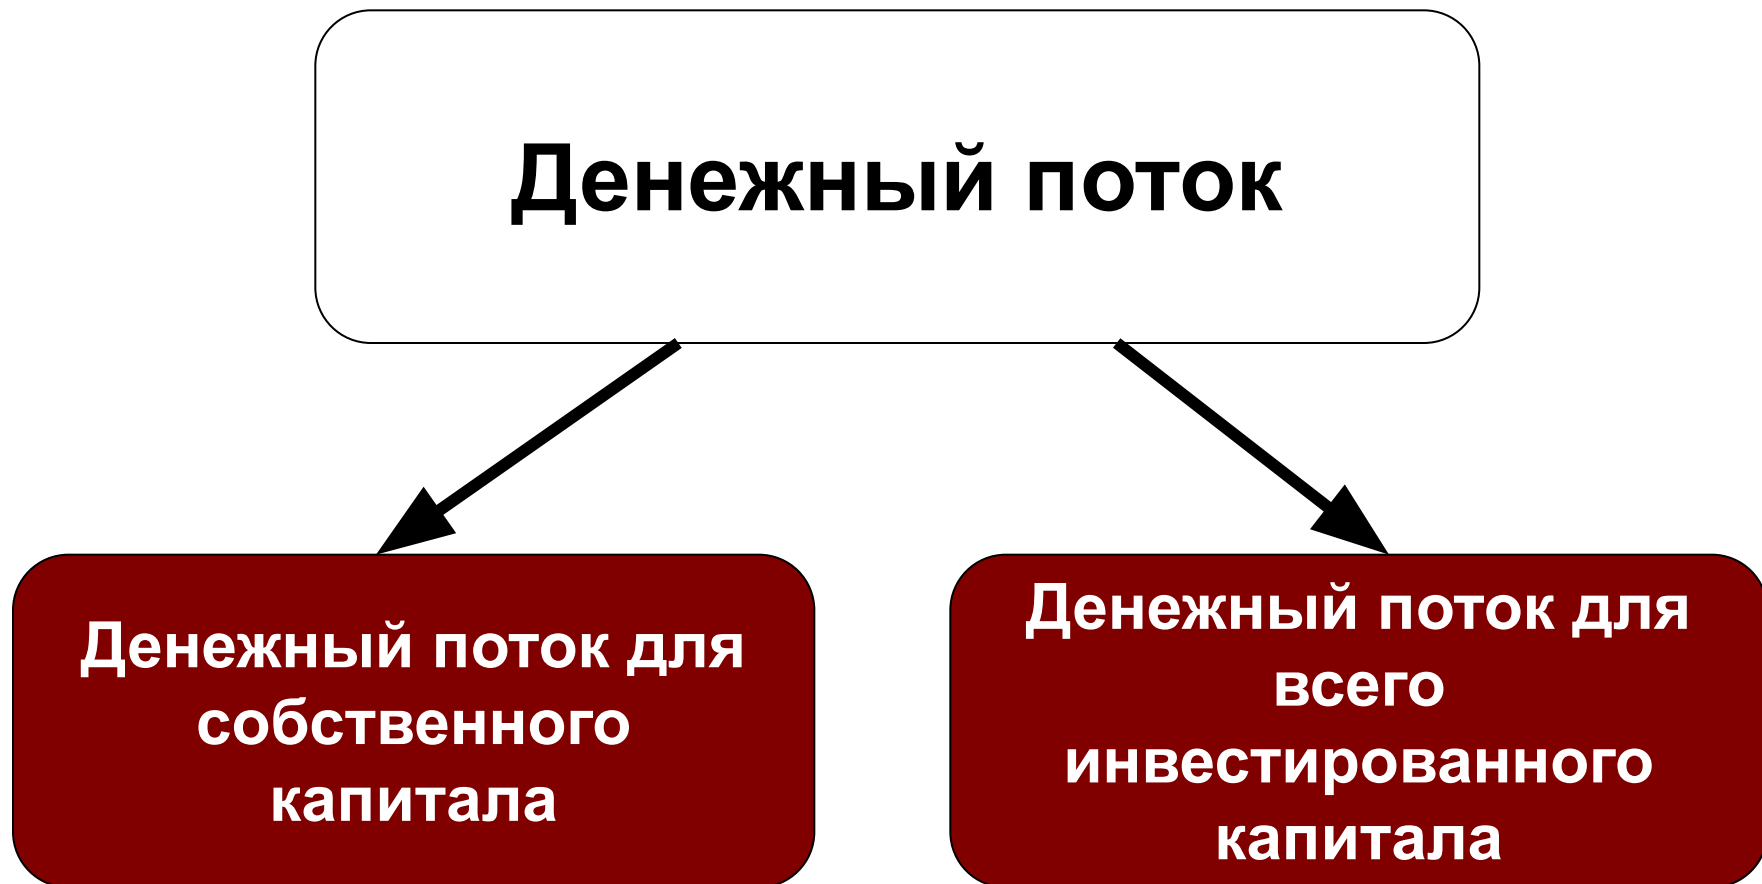 Денежный поток
Денежный поток для
собственного
капитала
Денежный поток для
всего
инвестированного
капитала